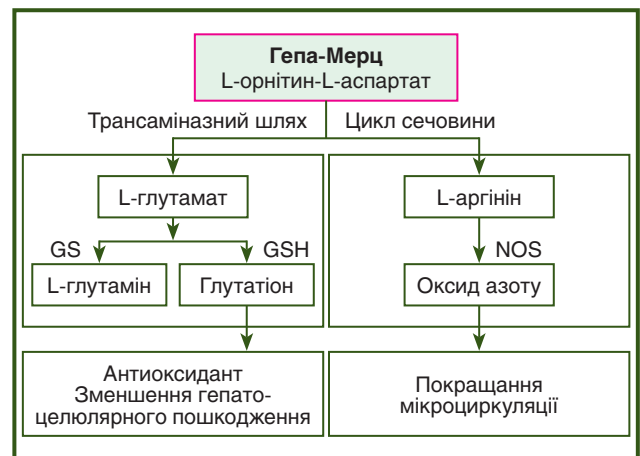 Гепа-Мерц
L-орнітин-L-аспартат
Трансаміназний шлях
Цикл сечовини
L-глутамат
L-аргінін
GS
GSH
NOS
L-глутамін
Глутатіон
Оксид азоту
Антиоксидант
Зменшення гепато-
целюлярного пошкодження
Покращання
мікроциркуляції